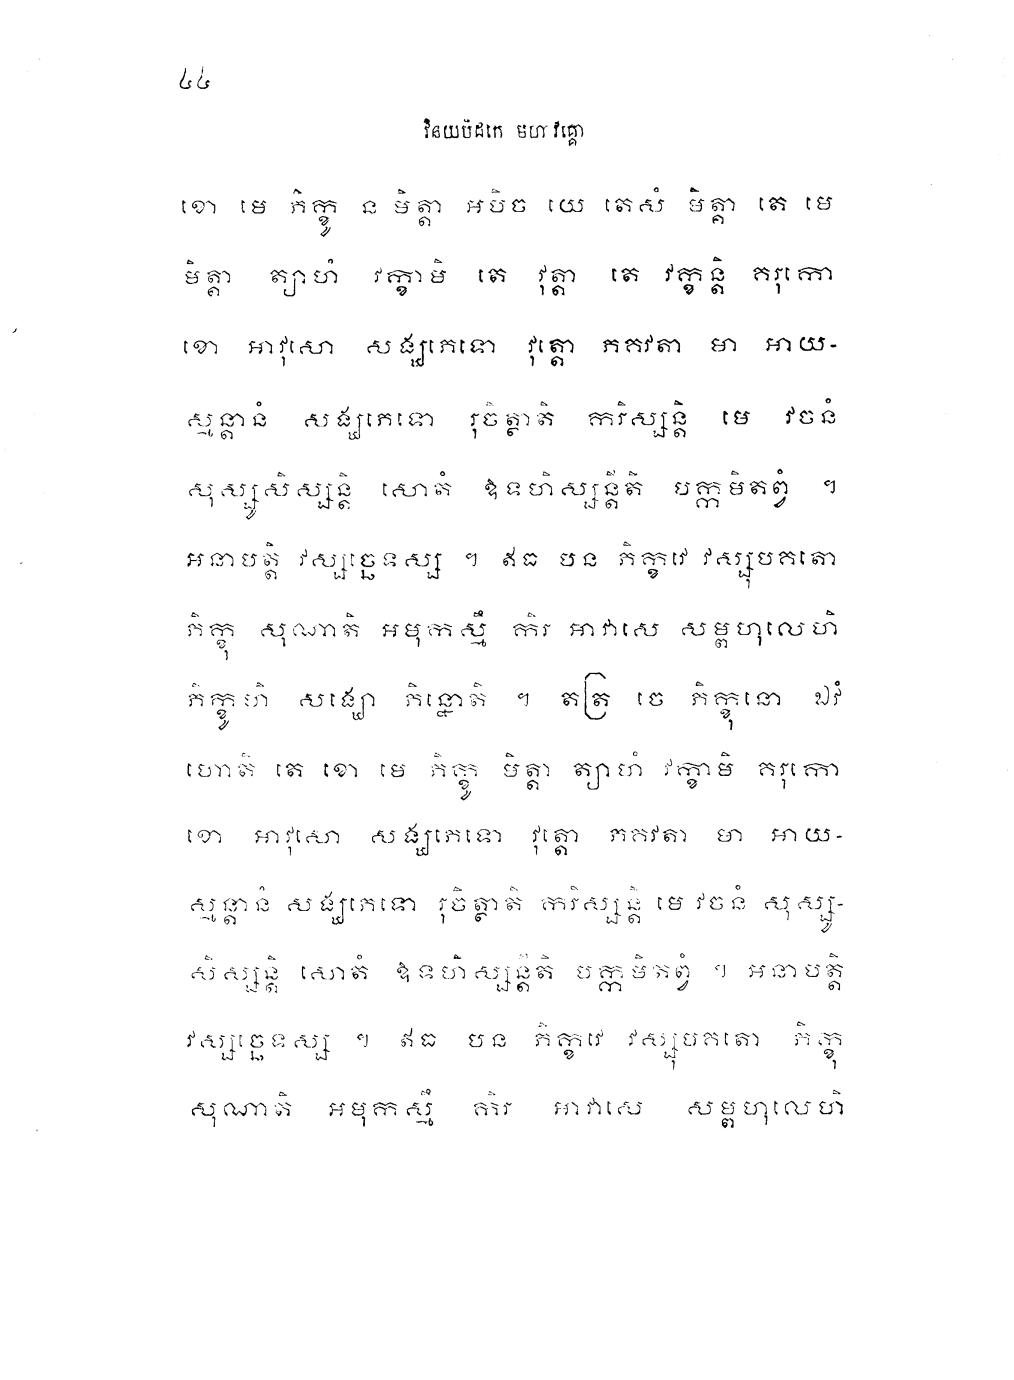 ៤៤
វិនយបិដកេ មហាវគ្គោ
ខោ មេ ភិក្ខូ ន មិត្តា អបិច យេ តេសំ មិត្តា តេ មេ
មិត្តា ត្យាហំ វក្ខាមិ តេ វុត្តា តេ វក្ខន្តិ គរុកោ
ខោ អាវុសោ សង្ឃភេទោ វុត្តោ ភគវតា មា អាយ-
ស្មន្តានំ សង្ឃភេទោ រុចិត្ថាតិ ករិស្សន្តិ មេ វចនំ
សុស្សូសិស្សន្តិ សោតំ ឱទហិស្សន្តីតិ បក្កមិតព្វំ ។
អនាបត្តិ វស្សច្ឆេទស្ស ។ ឥធ បន ភិក្ខវេ វស្សុបគតោ
ភិក្ខុ សុណាតិ អមុកស្មឹ កិរ អាវាសេ សម្ពហុលេហិ
ភិក្ខូហិ សង្ឃោ ភិន្នោតិ ។ តត្រ ចេ ភិក្ខុនោ ឯវំ
ហោតិ តេ ខោ មេ ភិក្ខូ មិត្តា ត្យាហំ វក្ខាមិ គរុកោ
ខោ អាវុសោ សង្ឃភេទោ វុត្តោ ភគវតា មា អាយ-
ស្មន្តានំ សង្ឃភេទោ រុចិត្ថាតិ ករិស្សន្តិ មេ វចនំ សុស្សូ-
សិស្សន្តិ សោតំ ឱទហិស្សន្តីតិ បក្កមិតព្វំ ។ អនាបត្តិ
វស្សច្ឆេទស្ស ។ ឥធ បន ភិក្ខវេ វស្សុបគតោ ភិក្ខុ
សុណាតិ អមុកស្មឹ កិរ អាវាសេ សម្ពហុលេហិ